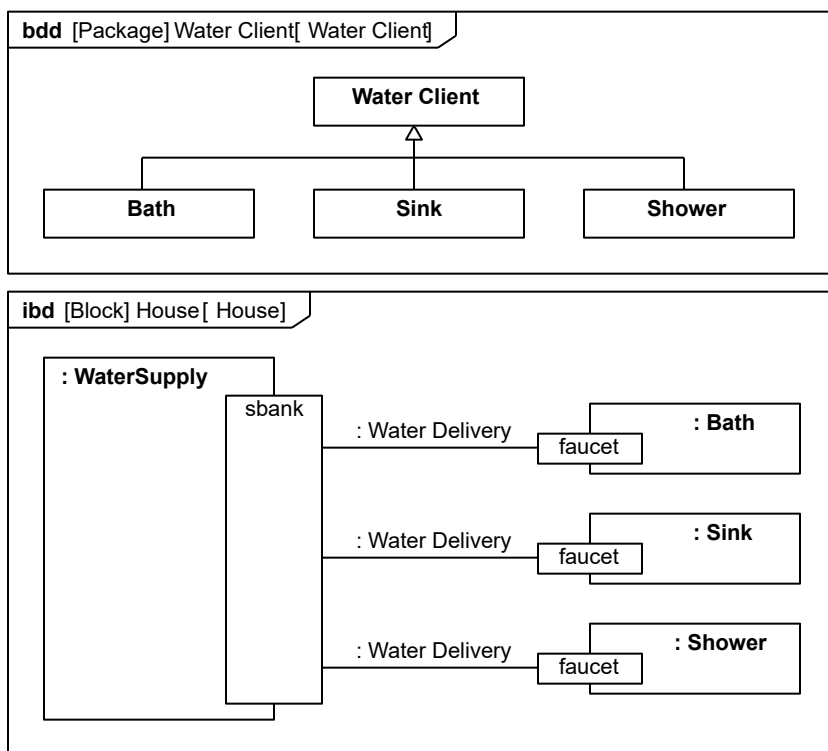 bdd [Package] Water Client[ Water Client]
Water Client
Bath
Sink
Shower
ibd [Block] House[ House]
: WaterSupply
sbank
: Water Delivery
faucet
: Bath
: Water Delivery
faucet
: Sink
: Water Delivery
faucet
: Shower